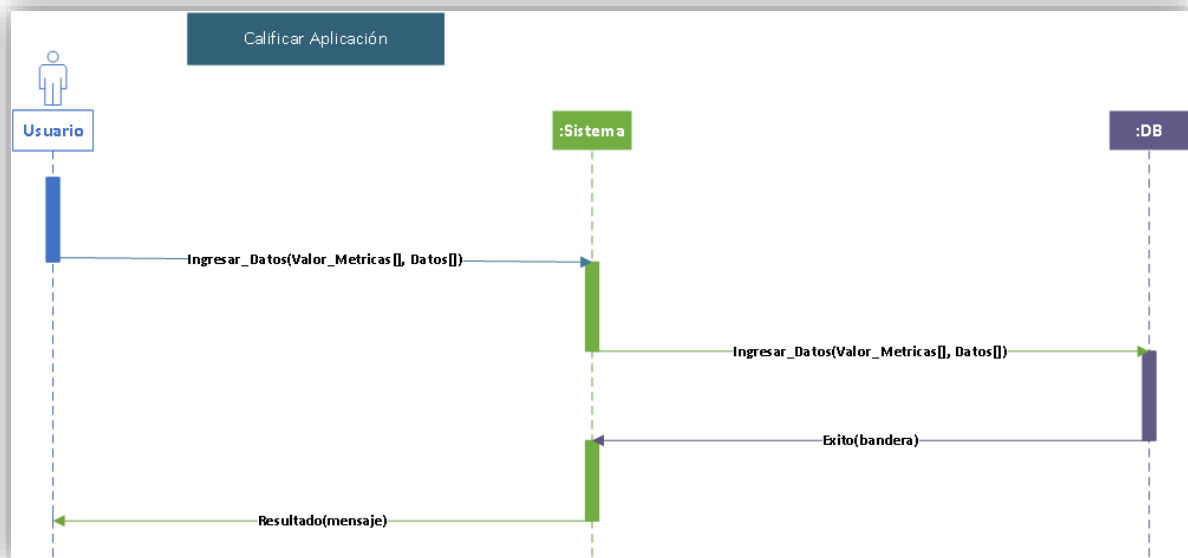 Calificar Aplicación
Usuario
:Sistema
:DB
Ingresar_Datos(Valor_Metricas[], Datos[])
Ingresar_Datos(Valor_Metricas[], Datos[])
Exito(bandera)
Resultado(mensaje)